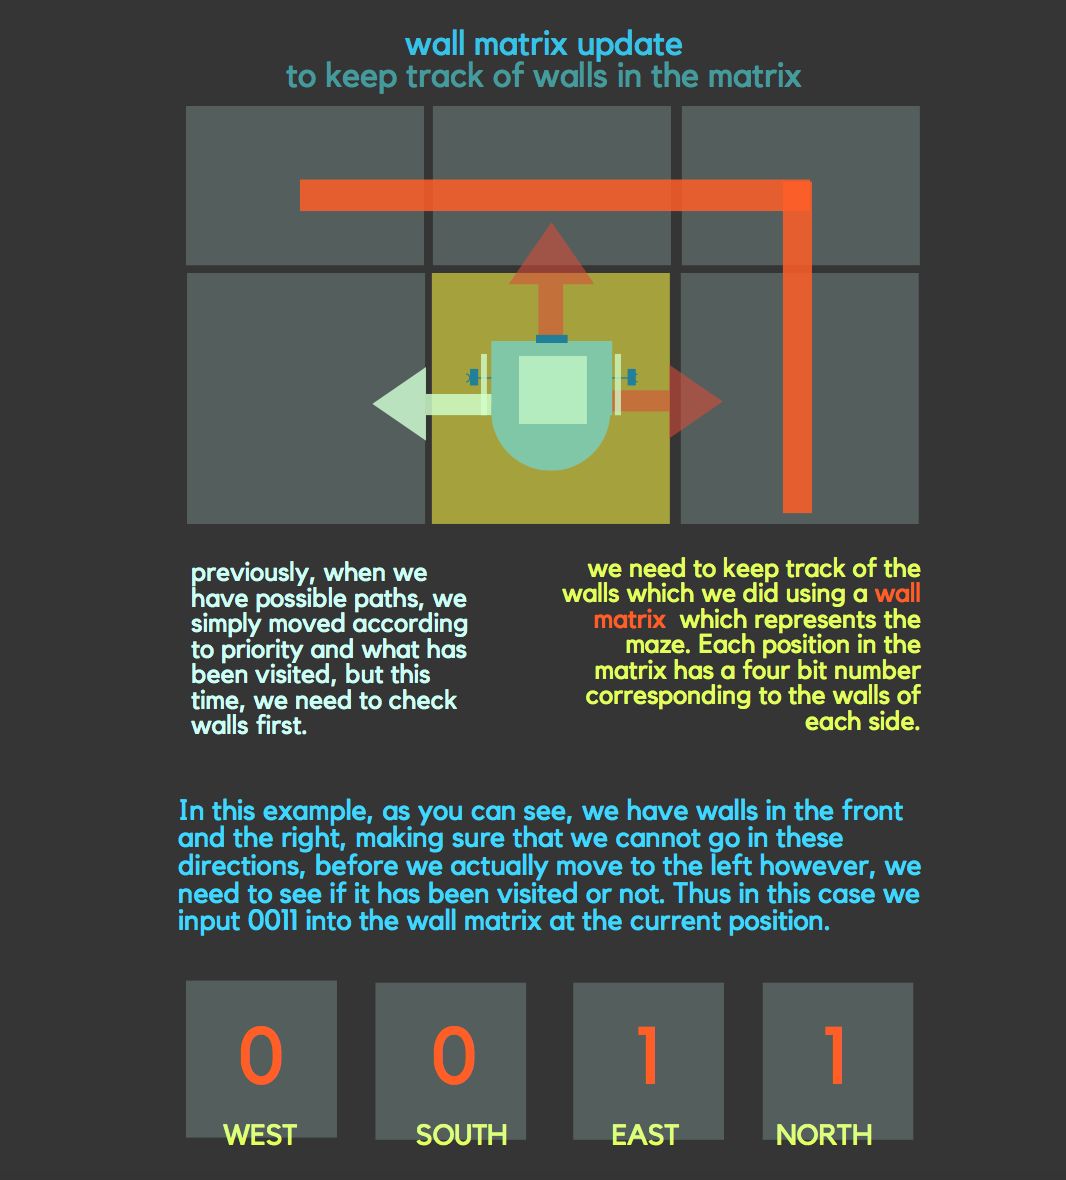 wall matrix update
to keep track of walls in the matrix
previously, when we
have possible paths, we
simply moved according
to priority and what has
been visited, but this
time, we need to check
walls first.
we need to keep track of the
walls which we did using a wall
matrix which represents the
maze. Each position in the
matrix has a four bit number
corresponding to the walls of
each side.
In this example, as you can see, we have walls in the front
and the right, making sure that we cannot go in these
directions, before we actually move to the left however, we
need to see if it has been visited or not. Thus in this case we
input 0011 into the wall matrix at the current position.
0 0 1 1
WEST SOUTH EAST NORTH